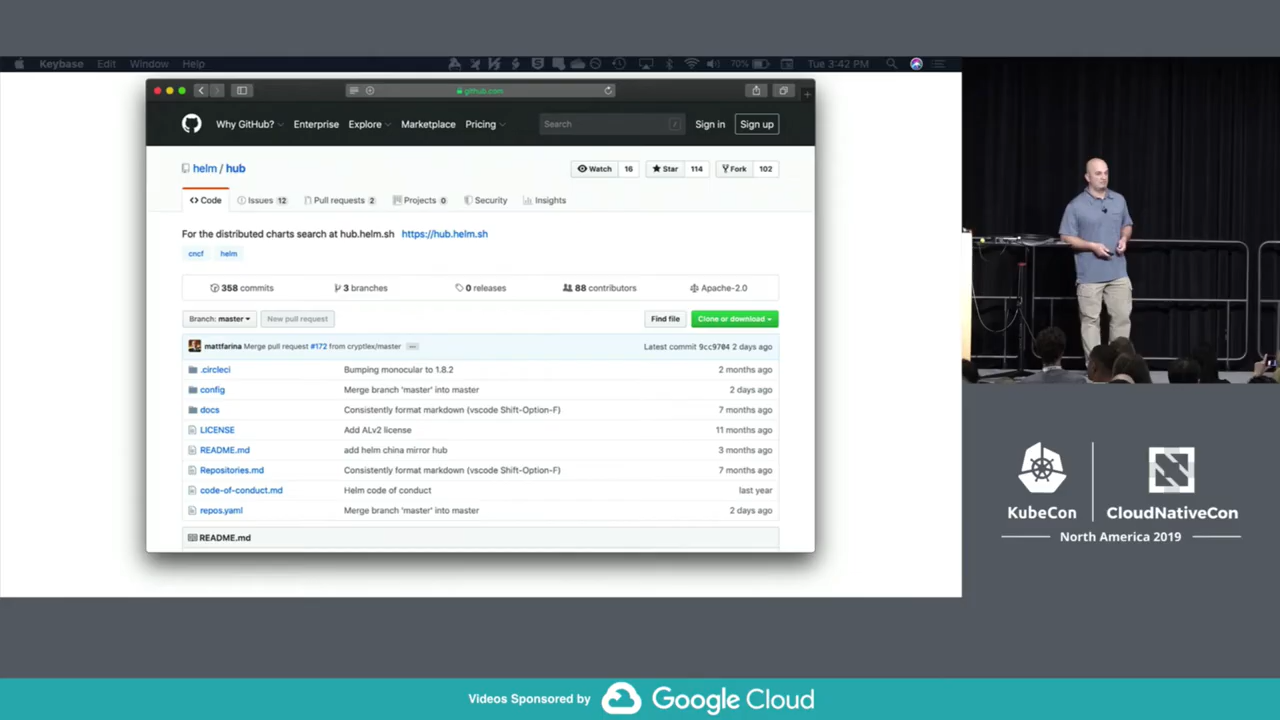 Keybase Edit Window Help 70% Tue 3:42 PM
github.com
Why GitHub? Enterprise Explore Marketplace Pricing Search / Sign in Sign up
helm / hub Watch 16 Star 114 Fork 102
Code Issues 12 Pull requests 2 Projects 0 Security Insights
For the distributed charts search at hub.helm.sh https://hub.helm.sh
cncf helm
358 commits 3 branches 0 releases 88 contributors Apache-2.0
Branch: master New pull request Find file Clone or download
mattfarina Merge pull request #172 from cryptlex/master ... Latest commit 9cc9704 2 days ago
.circleci Bumping monocular to 1.8.2 2 months ago
config Merge branch 'master' into master 2 days ago
docs Consistently format markdown (vscode Shift-Option-F) 7 months ago
LICENSE Add ALv2 license 11 months ago
README.md add helm china mirror hub 3 months ago
Repositories.md Consistently format markdown (vscode Shift-Option-F) 7 months ago
code-of-conduct.md Helm code of conduct last year
repos.yaml Merge branch 'master' into master 2 days ago
README.md
KubeCon CloudNativeCon
North America 2019
Videos Sponsored by Google Cloud